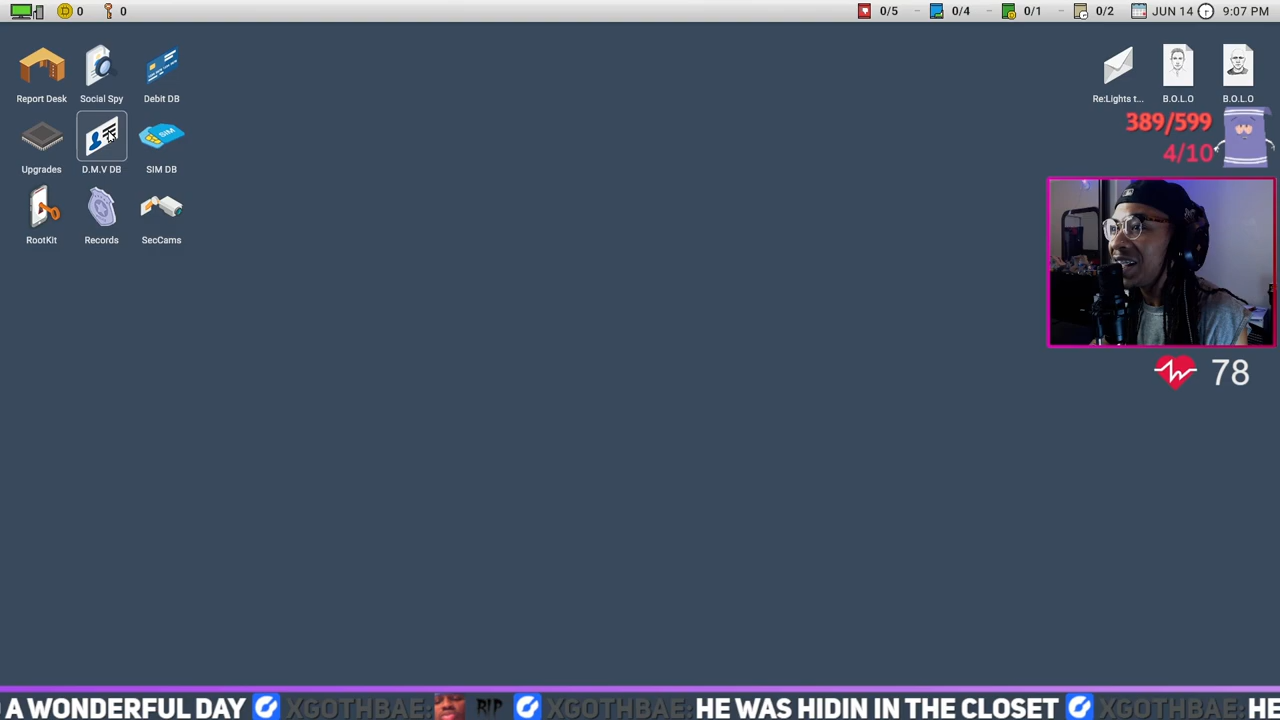 0 0 0/5 - 0/4 - 0/1 - 0/2 JUN 14 9:07 PM
Report Desk Social Spy Debit DB
Re:Lights t... B.O.L.O B.O.L.O
389/599
4/10
Upgrades D.M.V DB SIM DB
SIM
RootKit Records SecCams
78
A WONDERFUL DAY XGOTHBAE: RIP XGOTHBAE: HE WAS HIDIN IN THE CLOSET XGOTHBAE: HE